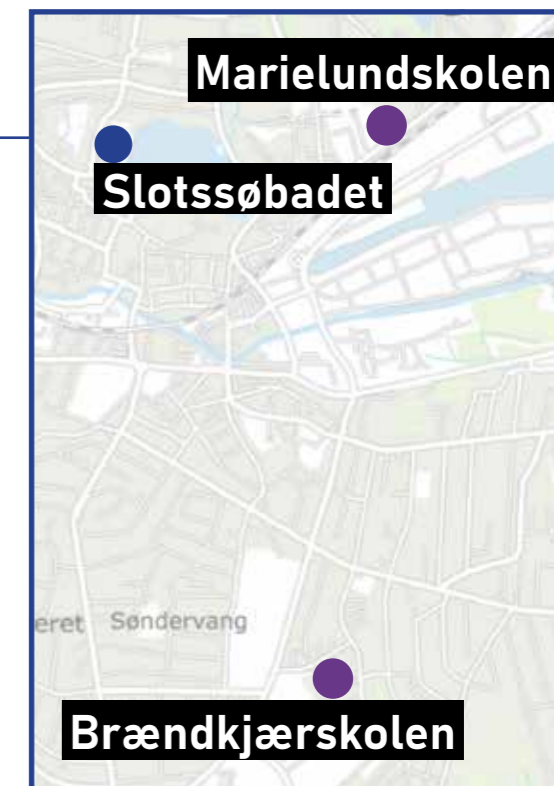 Marielundskolen
Slotssøbadet
eret Søndervang
Brændkjærskolen